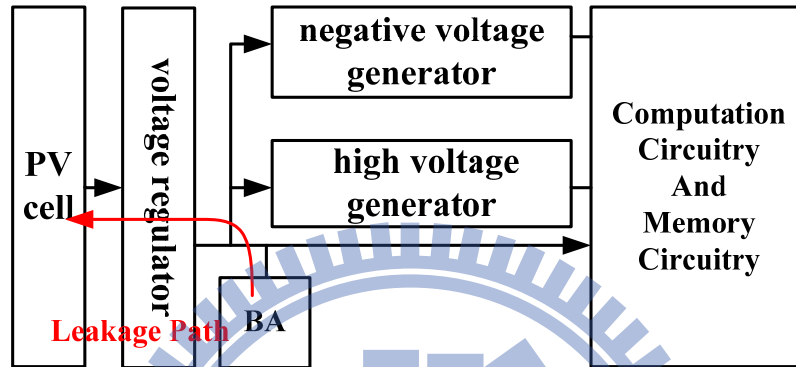 PV
cell
voltage regulator
negative voltage
generator
high voltage
generator
BA
Leakage Path
Computation
Circuitry
And
Memory
Circuitry